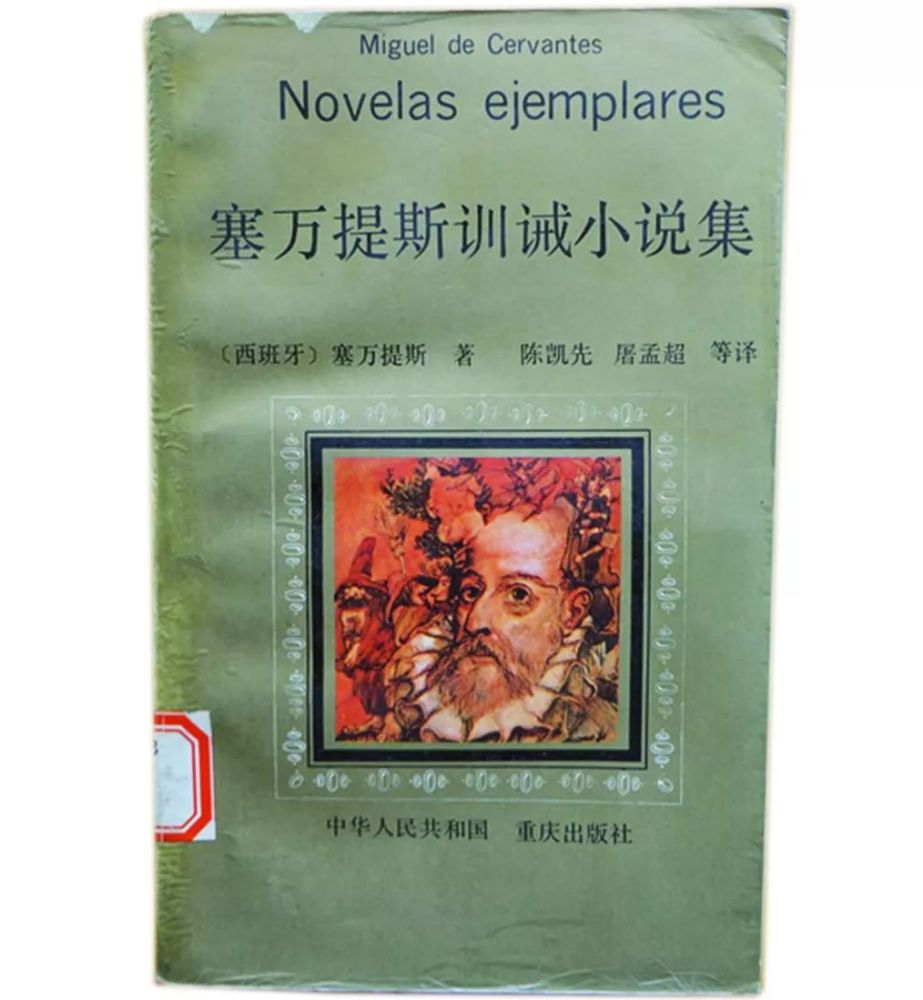 Miguel de Cervantes
Novelas ejemplares
塞万提斯训诫小说集
〔西班牙〕塞万提斯 著 陈凯先 屠孟超 等译
中华人民共和国 重庆出版社